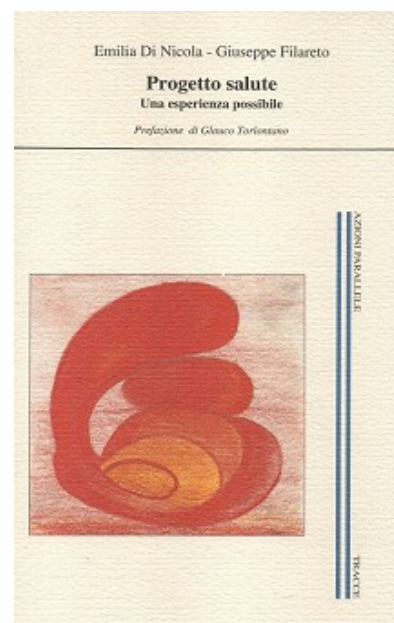 Emilia Di Nicola - Giuseppe Filareto
Progetto salute
Una esperienza possibile
Prefazione di Glauco Torlontano
AZIONI PARALLELE
TRACCE